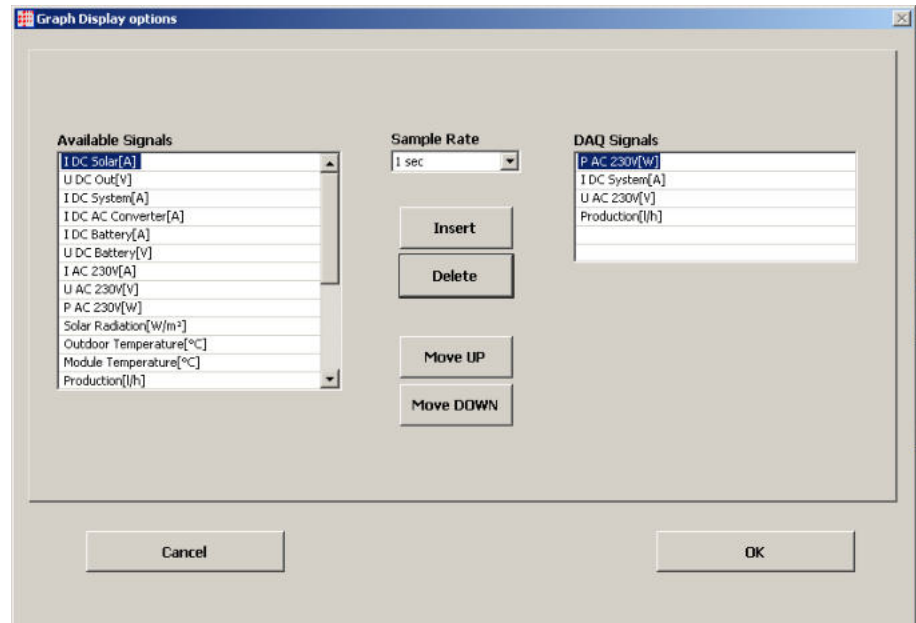 Graph Display options
Available Signals
I DC Solar[A]
U DC Out[V]
I DC System[A]
I DC AC Converter[A]
I DC Battery[A]
U DC Battery[V]
I AC 230V[A]
U AC 230V[V]
P AC 230V[W]
Solar Radiation[W/m²]
Outdoor Temperature[°C]
Module Temperature[°C]
Production[l/h]
Sample Rate
1 sec
Insert
Delete
Move UP
Move DOWN
DAQ Signals
P AC 230V[W]
I DC System[A]
U AC 230V[V]
Production[l/h]
Cancel
OK